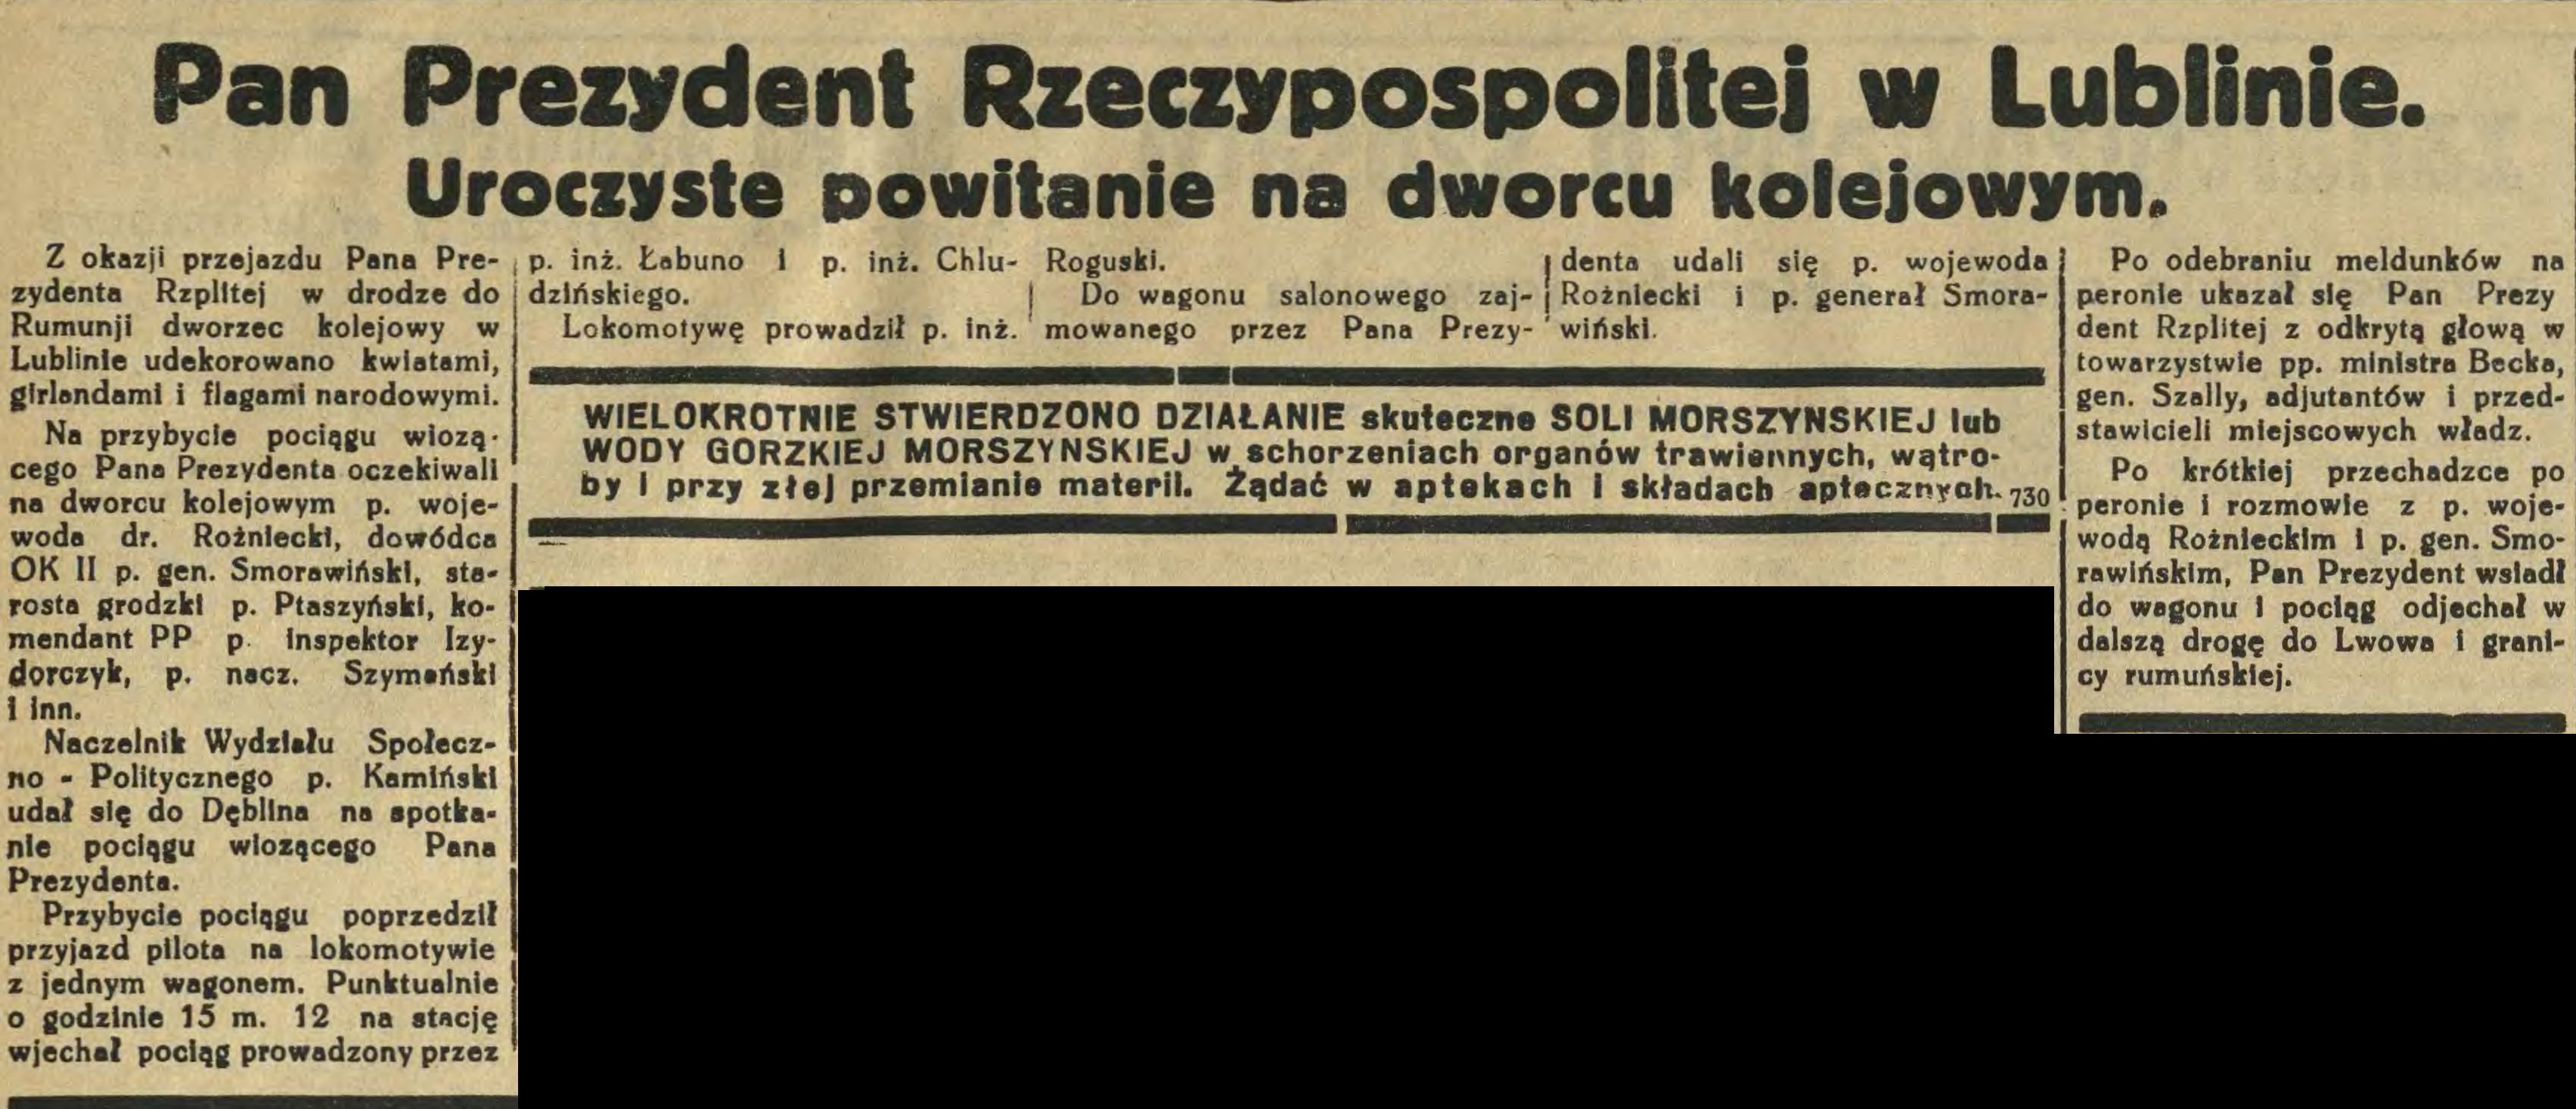 Pan Prezydent Rzeczypospolitej w Lublinie.
Uroczyste powitanie na dworcu kolejowym.
Z okazji przejazdu Pana Pre-
zydenta Rzplitej w drodze do
Rumunji dworzec kolejowy w
Lublinie udekorowano kwiatami,
girlandami i flagami narodowymi.
Na przybycie pociągu wiozą-
cego Pana Prezydenta oczekiwali
na dworcu kolejowym p. woje-
woda dr. Rożniecki, dowódca
OK II p. gen. Smorawiński, sta-
rosta grodzki p. Ptaszyński, ko-
mendant PP p. inspektor Izy-
dorczyk, p. nacz. Szymański
i inn.
Naczelnik Wydziału Społecz-
no - Politycznego p. Kamiński
udał się do Dęblina na spotka-
nie pociągu wiozącego Pana
Prezydenta.
Przybycie pociągu poprzedził
przyjazd pilota na lokomotywie
z jednym wagonem. Punktualnie
o godzinie 15 m. 12 na stację
wjechał pociąg prowadzony przez
p. inż. Łabuno i p. inż. Chlu-
dzińskiego.
Lokomotywę prowadził p. inż.
Roguski.
Do wagonu salonowego zaj-
mowanego przez Pana Prezy-
denta udali się p. wojewoda
Rożniecki i p. generał Smora-
wiński.
WIELOKROTNIE STWIERDZONO DZIAŁANIE skuteczne SOLI MORSZYNSKIEJ lub
WODY GORZKIEJ MORSZYNSKIEJ w schorzeniach organów trawiennych, wątro-
by i przy złej przemianie materii. Żądać w aptekach i składach aptecznych. 730
Po odebraniu meldunków na
peronie ukazał się Pan Prezy
dent Rzplitej z odkrytą głową w
towarzystwie pp. ministra Becka,
gen. Szally, adjutantów i przed-
stawicieli miejscowych władz.
Po krótkiej przechadzce po
peronie i rozmowie z p. woje-
wodą Rożnieckim i p. gen. Smo-
rawińskim, Pan Prezydent wsiadł
do wagonu i pociąg odjechał w
dalszą drogę do Lwowa i grani-
cy rumuńskiej.